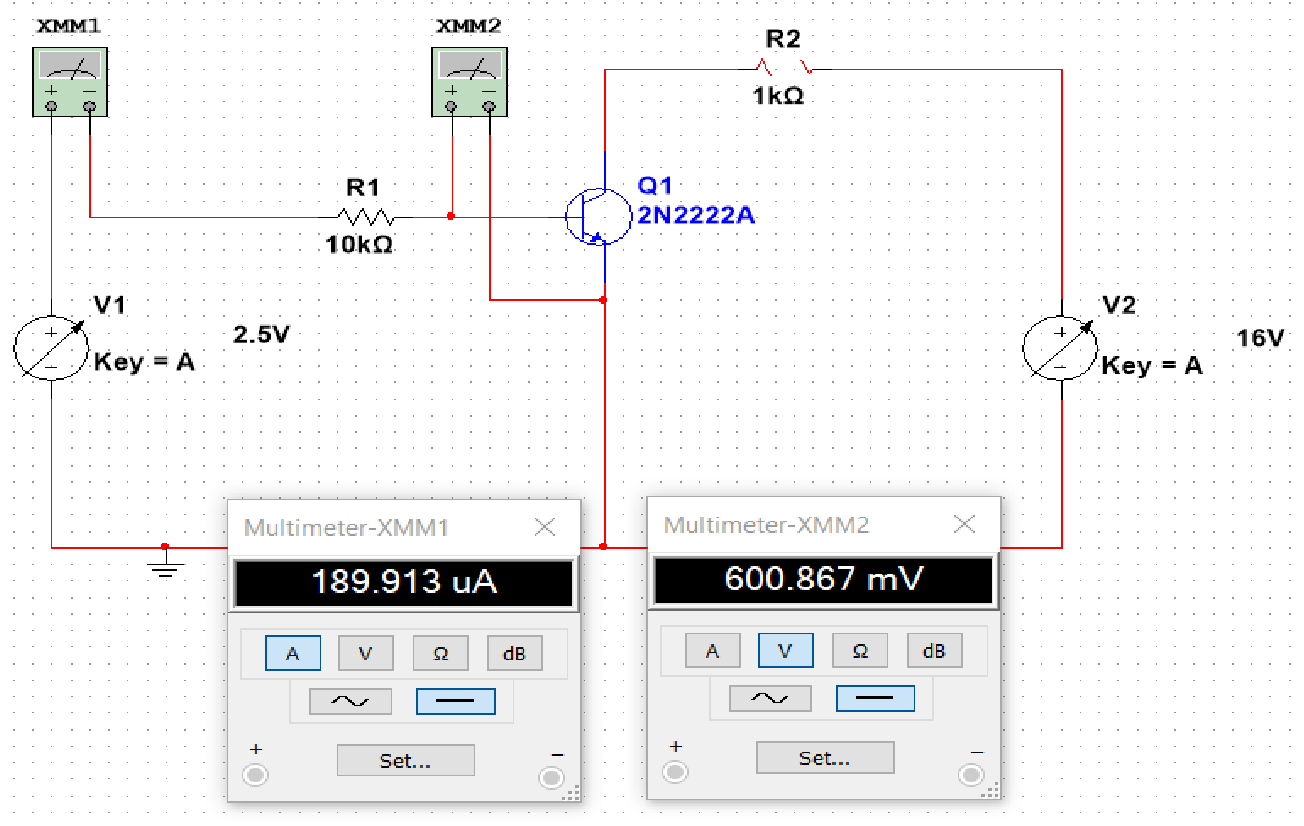 XMM1
XMM2
R2
1kΩ
R1
10kΩ
Q1
2N2222A
V1
Key = A
2.5V
V2
Key = A
16V
Multimeter-XMM1
189.913 uA
A V Ω dB
+ −
Set...
Multimeter-XMM2
600.867 mV
A V Ω dB
+ −
Set...